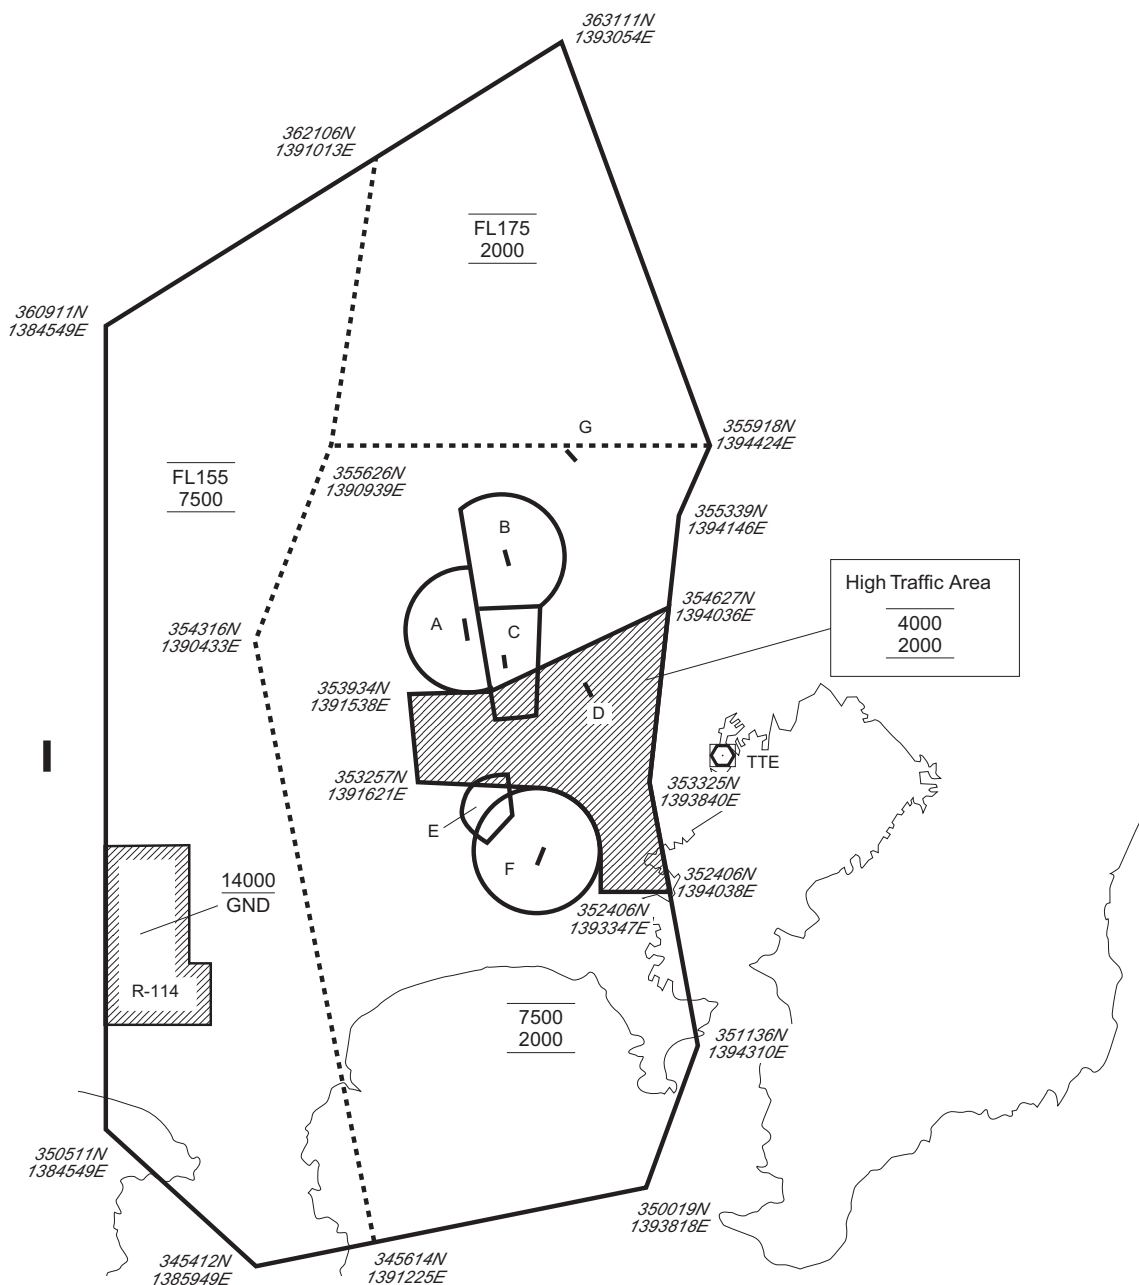 363111N
1393054E
362106N
1391013E
FL175
2000
360911N
1384549E
G
355918N
1394424E
355626N
1390939E
FL155
7500
355339N
1394146E
B
High Traffic Area
4000
2000
354627N
1394036E
A
C
354316N
1390433E
353934N
1391538E
D
TTE
353257N
1391621E
353325N
1393840E
E
F
14000
GND
352406N
1394038E
352406N
1393347E
R-114
7500
2000
351136N
1394310E
350511N
1384549E
350019N
1393818E
345412N
1385949E
345614N
1391225E